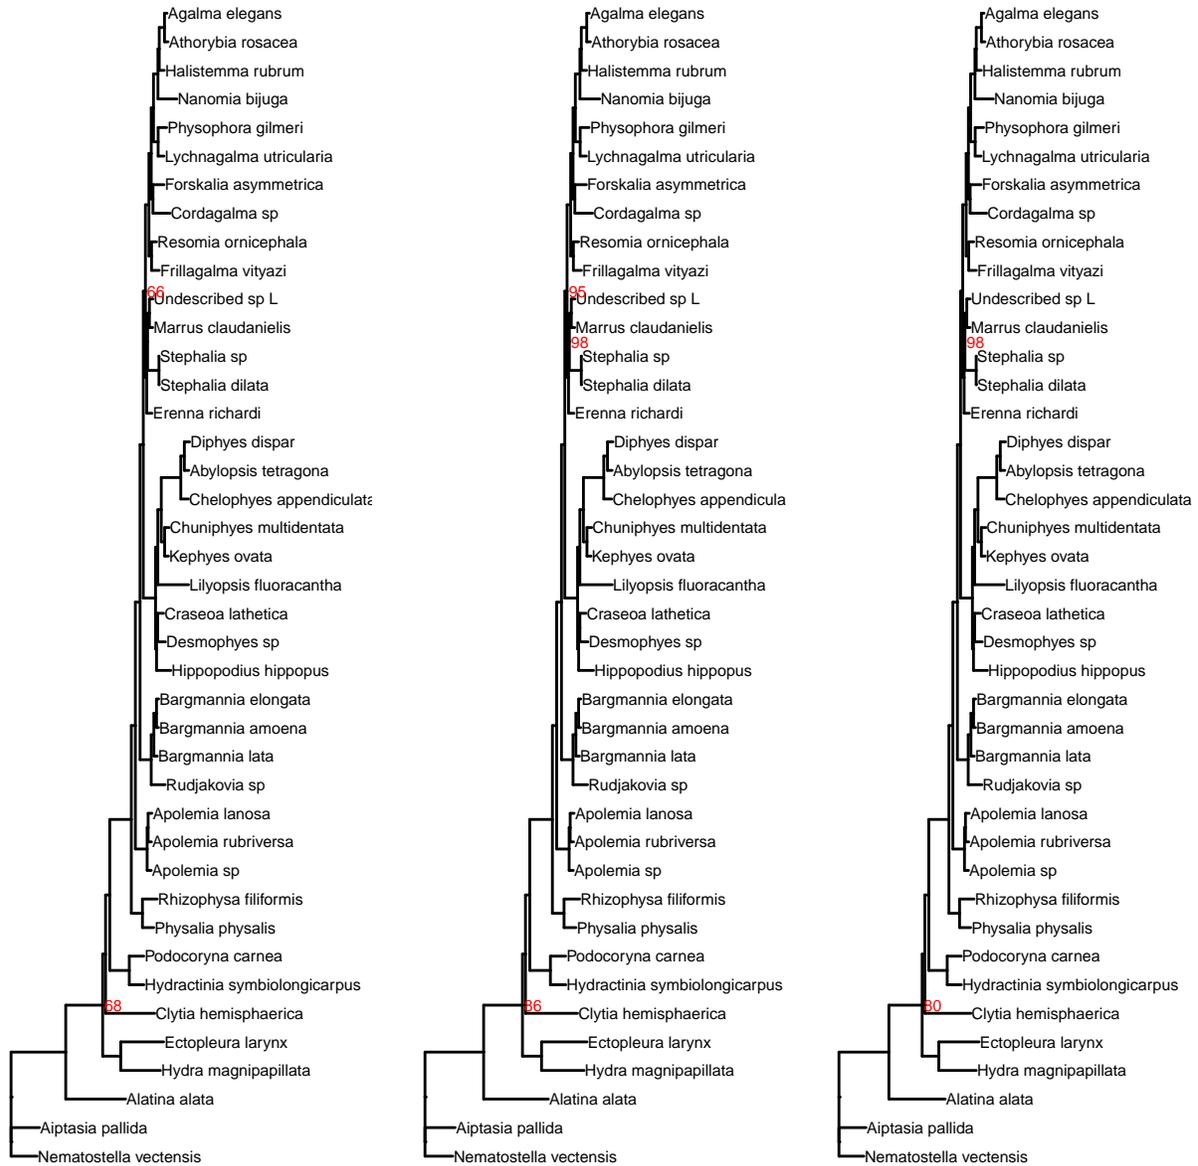 Agalma elegans
Athorybia rosacea
Halistemma rubrum
Nanomia bijuga
Physophora gilmeri
Lychnagalma utricularia
Forskalia asymmetrica
Cordagalma sp
Resomia ornicephala
Frillagalma vityazi
66
Undescribed sp L
Marrus claudanielis
Stephalia sp
Stephalia dilata
Erenna richardi
Diphyes dispar
Abylopsis tetragona
Chelophyes appendiculata
Chuniphyes multidentata
Kephyes ovata
Lilyopsis fluoracantha
Craseoa lathetica
Desmophyes sp
Hippopodius hippopus
Bargmannia elongata
Bargmannia amoena
Bargmannia lata
Rudjakovia sp
Apolemia lanosa
Apolemia rubriversa
Apolemia sp
Rhizophysa filiformis
Physalia physalis
Podocoryna carnea
Hydractinia symbiolongicarpus
68
Clytia hemisphaerica
Ectopleura larynx
Hydra magnipapillata
Alatina alata
Aiptasia pallida
Nematostella vectensis
Agalma elegans
Athorybia rosacea
Halistemma rubrum
Nanomia bijuga
Physophora gilmeri
Lychnagalma utricularia
Forskalia asymmetrica
Cordagalma sp
Resomia ornicephala
Frillagalma vityazi
95
Undescribed sp L
Marrus claudanielis
98
Stephalia sp
Stephalia dilata
Erenna richardi
Diphyes dispar
Abylopsis tetragona
Chelophyes appendicula
Chuniphyes multidentata
Kephyes ovata
Lilyopsis fluoracantha
Craseoa lathetica
Desmophyes sp
Hippopodius hippopus
Bargmannia elongata
Bargmannia amoena
Bargmannia lata
Rudjakovia sp
Apolemia lanosa
Apolemia rubriversa
Apolemia sp
Rhizophysa filiformis
Physalia physalis
Podocoryna carnea
Hydractinia symbiolongicarpus
86
Clytia hemisphaerica
Ectopleura larynx
Hydra magnipapillata
Alatina alata
Aiptasia pallida
Nematostella vectensis
Agalma elegans
Athorybia rosacea
Halistemma rubrum
Nanomia bijuga
Physophora gilmeri
Lychnagalma utricularia
Forskalia asymmetrica
Cordagalma sp
Resomia ornicephala
Frillagalma vityazi
Undescribed sp L
Marrus claudanielis
98
Stephalia sp
Stephalia dilata
Erenna richardi
Diphyes dispar
Abylopsis tetragona
Chelophyes appendiculata
Chuniphyes multidentata
Kephyes ovata
Lilyopsis fluoracantha
Craseoa lathetica
Desmophyes sp
Hippopodius hippopus
Bargmannia elongata
Bargmannia amoena
Bargmannia lata
Rudjakovia sp
Apolemia lanosa
Apolemia rubriversa
Apolemia sp
Rhizophysa filiformis
Physalia physalis
Podocoryna carnea
Hydractinia symbiolongicarpus
80
Clytia hemisphaerica
Ectopleura larynx
Hydra magnipapillata
Alatina alata
Aiptasia pallida
Nematostella vectensis